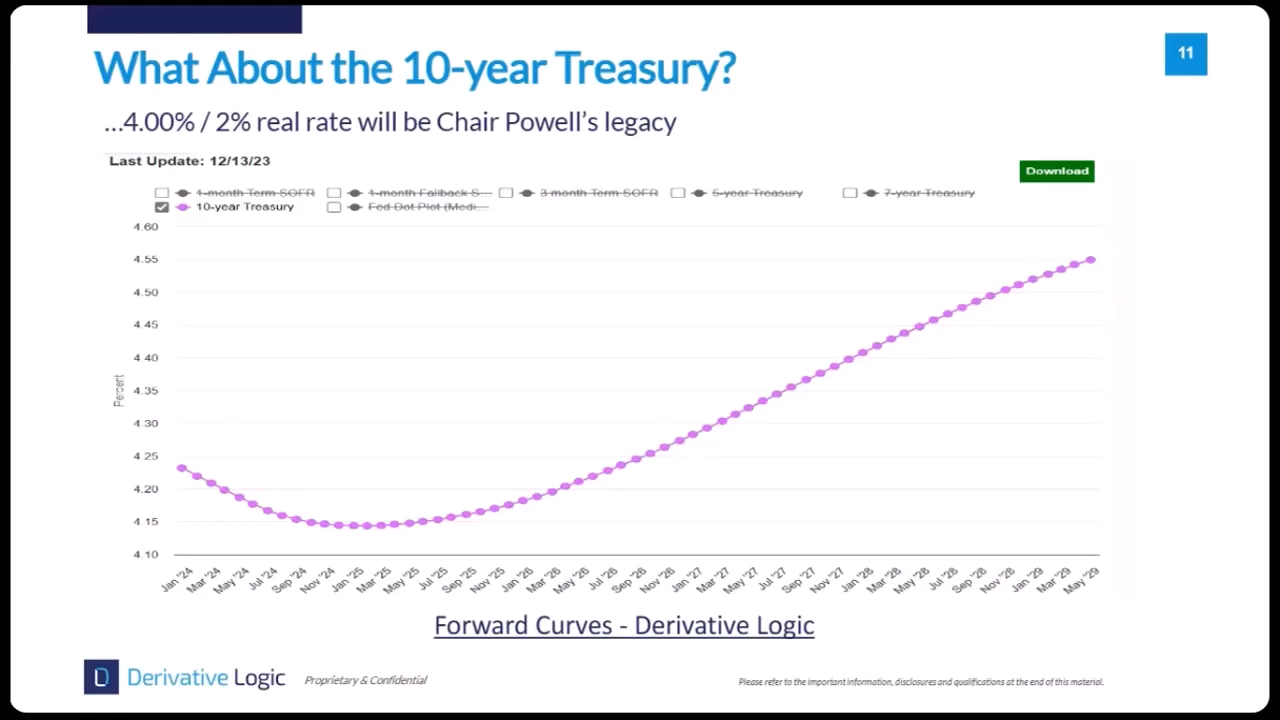 What About the 10-year Treasury?
11
...4.00% / 2% real rate will be Chair Powell's legacy
Last Update: 12/13/23
Download
1-month Term SOFR 1-month Fallback S... 3-month Term SOFR 5-year Treasury 7-year Treasury
10-year Treasury Fed Dot Plot (Medi...
4.60
4.55
4.50
4.45
4.40
4.35
4.30
4.25
4.20
4.15
4.10
Percent
Jan '24 Mar '24 May '24 Jul '24 Sep '24 Nov '24 Jan '25 Mar '25 May '25 Jul '25 Sep '25 Nov '25 Jan '26 Mar '26 May '26 Jul '26 Sep '26 Nov '26 Jan '27 Mar '27 May '27 Jul '27 Sep '27 Nov '27 Jan '28 Mar '28 May '28 Jul '28 Sep '28 Nov '28 Jan '29 Mar '29 May '29
Forward Curves - Derivative Logic
D Derivative Logic Proprietary & Confidential
Please refer to the important information, disclosures and qualifications at the end of this material.